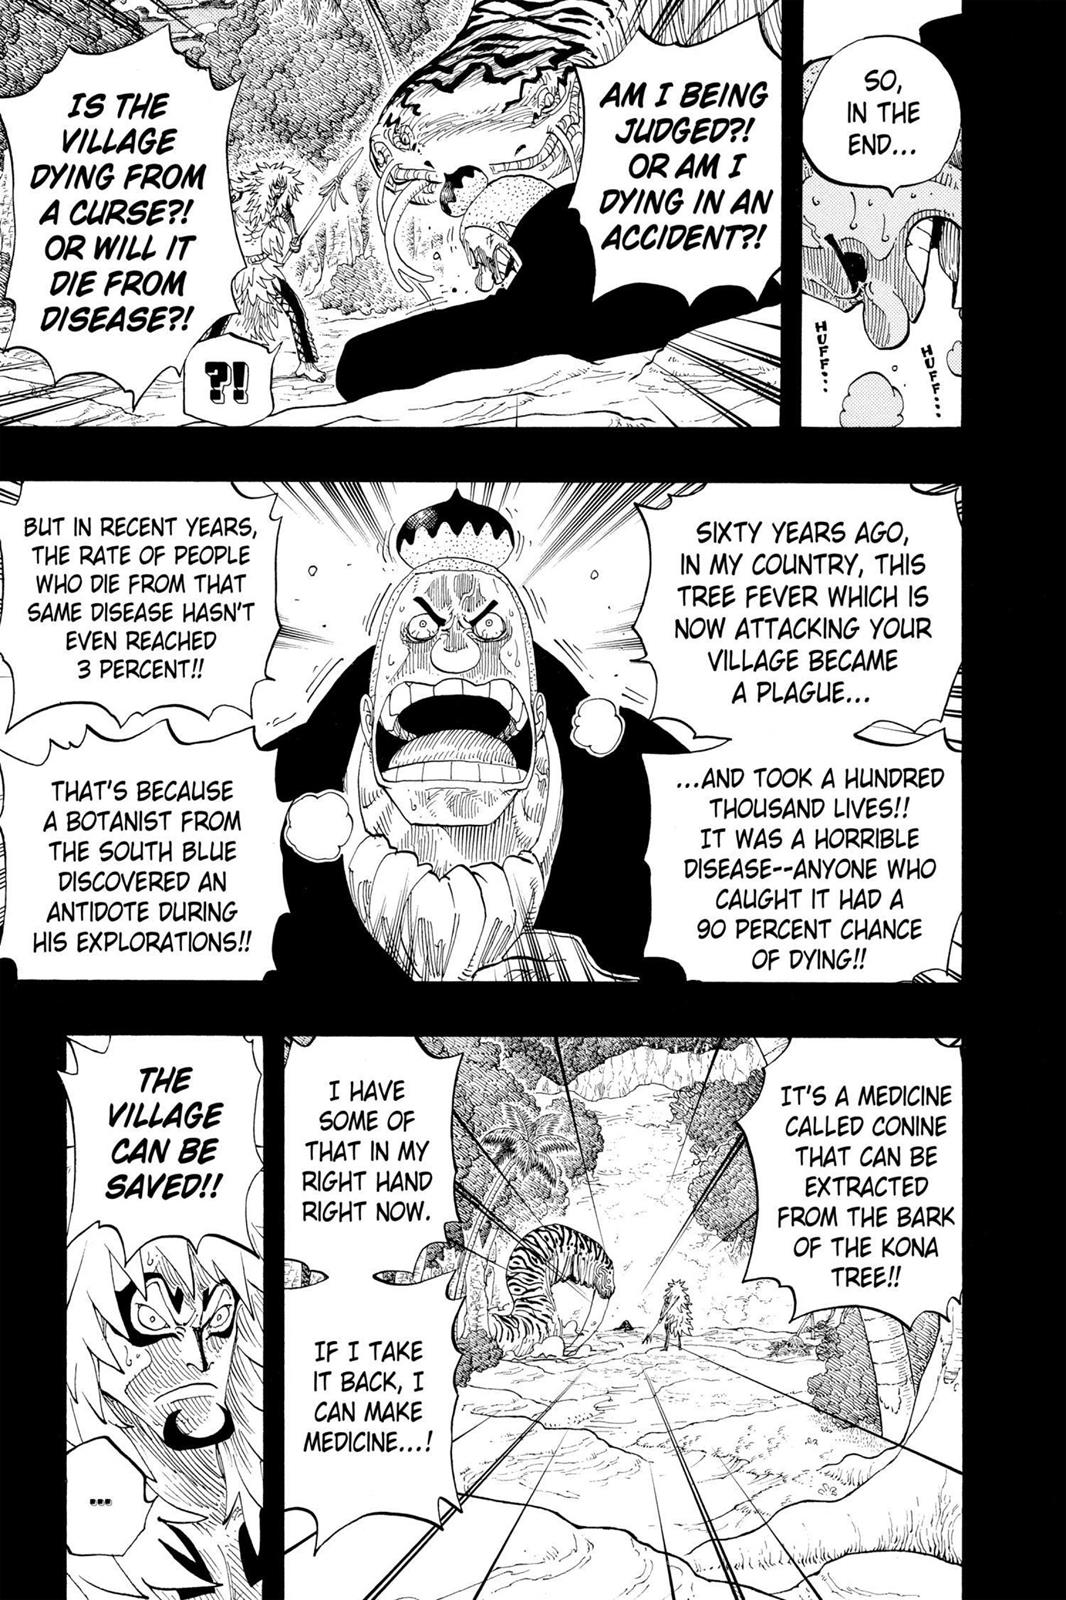 SO,
IN THE
END...
HUFF...
HUFF...
AM I BEING
JUDGED?!
OR AM I
DYING IN AN
ACCIDENT?!
IS THE
VILLAGE
DYING FROM
A CURSE?!
OR WILL IT
DIE FROM
DISEASE?!
?!
SIXTY YEARS AGO,
IN MY COUNTRY, THIS
TREE FEVER WHICH IS
NOW ATTACKING YOUR
VILLAGE BECAME
A PLAGUE...
...AND TOOK A HUNDRED
THOUSAND LIVES!!
IT WAS A HORRIBLE
DISEASE--ANYONE WHO
CAUGHT IT HAD A
90 PERCENT CHANCE
OF DYING!!
BUT IN RECENT YEARS,
THE RATE OF PEOPLE
WHO DIE FROM THAT
SAME DISEASE HASN'T
EVEN REACHED
3 PERCENT!!
THAT'S BECAUSE
A BOTANIST FROM
THE SOUTH BLUE
DISCOVERED AN
ANTIDOTE DURING
HIS EXPLORATIONS!!
IT'S A MEDICINE
CALLED CONINE
THAT CAN BE
EXTRACTED
FROM THE BARK
OF THE KONA
TREE!!
I HAVE
SOME OF
THAT IN MY
RIGHT HAND
RIGHT NOW.
IF I TAKE
IT BACK, I
CAN MAKE
MEDICINE...!
THE
VILLAGE
CAN BE
SAVED!!
...